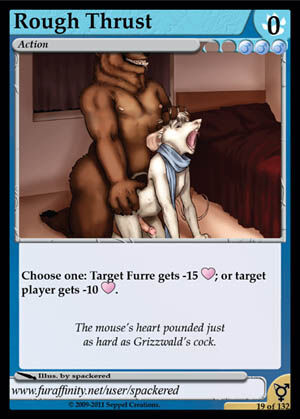 Rough Thrust
0
Action
Choose one: Target Furre gets -15 ; or target
player gets -10 .
The mouse's heart pounded just
as hard as Grizzwald's cock.
Illus. by spackered
www.furaffinity.net/user/spackered
© 2009-2011 Seppel Creations.
19 of 132